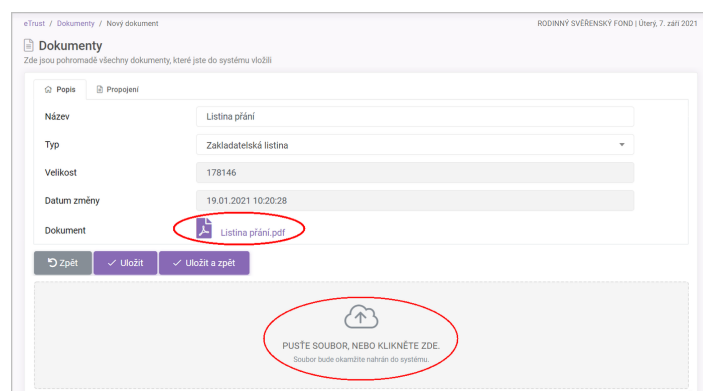 eTrust / Dokumenty / Nový dokument
RODINNÝ SVĚŘENSKÝ FOND | Úterý, 7. září 2021
Dokumenty
Zde jsou pohromadě všechny dokumenty, které jste do systému vložili
Popis
Propojení
Název
Listina přání
Typ
Zakladatelská listina
Velikost
178146
Datum změny
19.01.2021 10:20:28
Dokument
Listina přání.pdf
Zpět
Uložit
Uložit a zpět
PUSŤE SOUBOR, NEBO KLIKNĚTE ZDE.
Soubor bude okamžitě nahrán do systému.